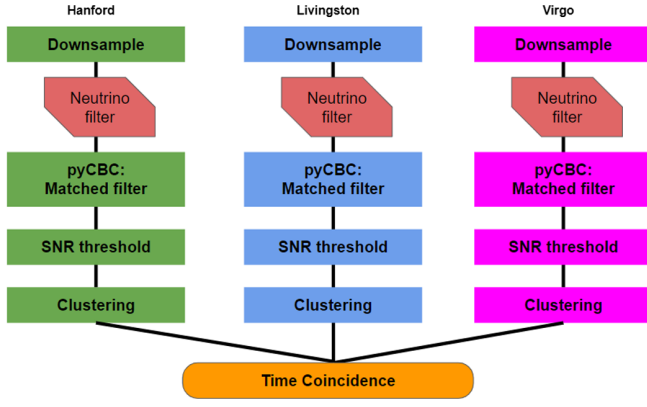 Hanford
Livingston
Virgo
Downsample
Downsample
Downsample
Neutrino
filter
Neutrino
filter
Neutrino
filter
pyCBC:
Matched filter
pyCBC:
Matched filter
pyCBC:
Matched filter
SNR threshold
SNR threshold
SNR threshold
Clustering
Clustering
Clustering
Time Coincidence